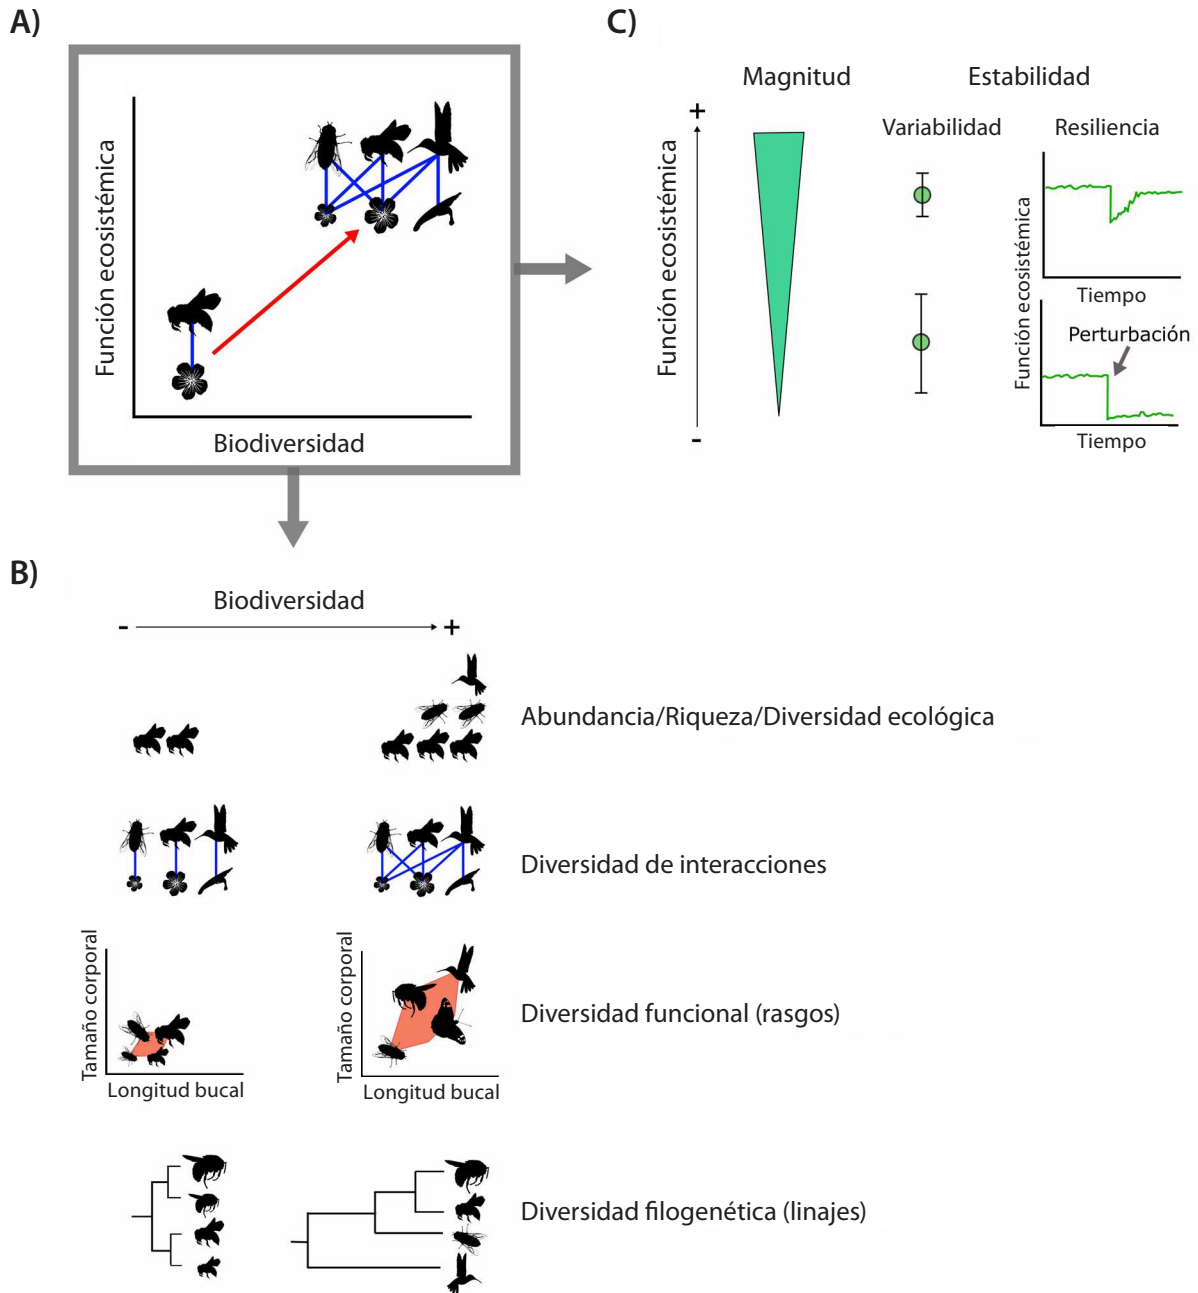 A)
Función ecosistémica
Biodiversidad
C)
Magnitud
Estabilidad
Variabilidad
Resiliencia
+
Función ecosistémica
-
Función ecosistémica
Tiempo
Perturbación
Tiempo
B)
Biodiversidad
- +
Abundancia/Riqueza/Diversidad ecológica
Diversidad de interacciones
Tamaño corporal
Longitud bucal
Tamaño corporal
Longitud bucal
Diversidad funcional (rasgos)
Diversidad filogenética (linajes)